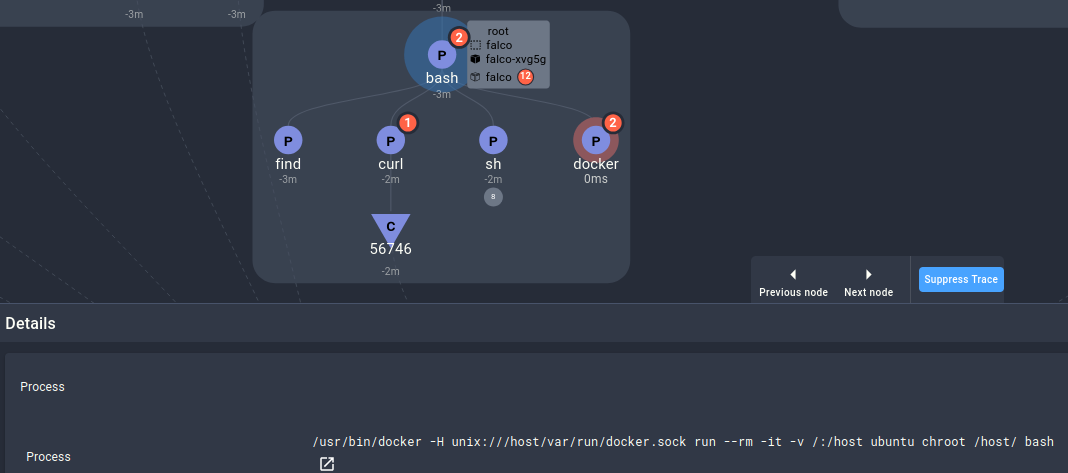 -3m
-3m
-3m
P
2
bash
-3m
root
falco
falco-xvg5g
falco 12
P
find
-3m
P
1
curl
-2m
P
sh
-2m
8
P
2
docker
0ms
C
56746
-2m
Previous node
Next node
Suppress Trace
Details
Process
Process
/usr/bin/docker -H unix:///host/var/run/docker.sock run --rm -it -v /:/host ubuntu chroot /host/ bash